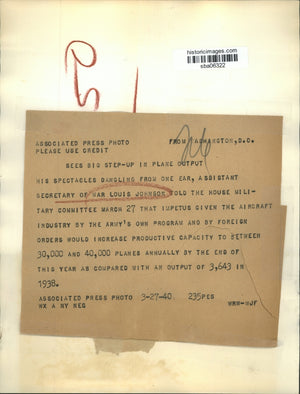 historicimages.com
sba06322
ASSOCIATED PRESS PHOTO FROM WASHINGTON, D.C.
PLEASE USE CREDIT
SEES BIG STEP-UP IN PLANE OUTPUT
HIS SPECTACLES DANGLING FROM ONE EAR, ASSISTANT
SECRETARY OF WAR LOUIS JOHNSON TOLD THE HOUSE MILI-
TARY COMMITTEE MARCH 27 THAT IMPETUS GIVEN THE AIRCRAFT
INDUSTRY BY THE ARMY'S OWN PROGRAM AND BY FOREIGN
ORDERS WOULD INCREASE PRODUCTIVE CAPACITY TO BETWEEN
30,000 AND 40,000 PLANES ANNUALLY BY THE END OF
THIS YEAR AS COMPARED WITH AN OUTPUT OF 3,643 IN
1938.
ASSOCIATED PRESS PHOTO 3-27-40 235PES
WX A NY NEG WRW-WJF